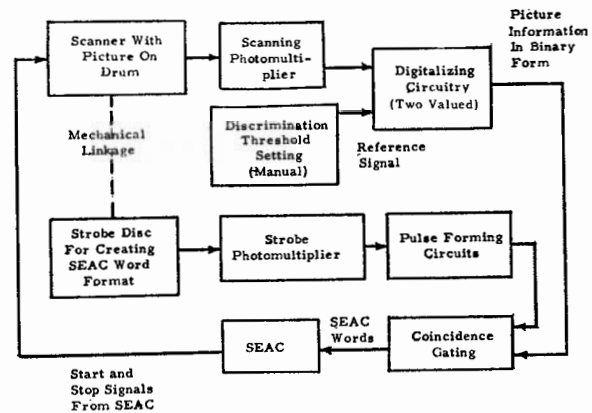 Scanner With
Picture On
Drum
Scanning
Photomulti-
plier
Digitalizing
Circuitry
(Two Valued)
Picture
Information
In Binary
Form
Mechanical
Linkage
Discrimination
Threshold
Setting
(Manual)
Reference
Signal
Strobe Disc
For Creating
SEAC Word
Format
Strobe
Photomultiplier
Pulse Forming
Circuits
SEAC
SEAC
Words
Coincidence
Gating
Start and
Stop Signals
From SEAC